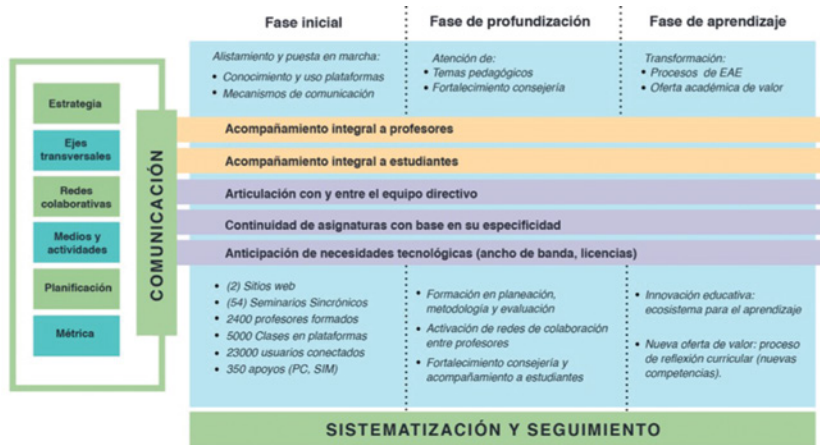 Fase inicial
Fase de profundización
Fase de aprendizaje
Alistamiento y puesta en marcha:
• Conocimiento y uso plataformas
• Mecanismos de comunicación
Atención de:
• Temas pedagógicos
• Fortalecimiento consejería
Transformación:
• Procesos de EAE
• Oferta académica de valor
Estrategia
Ejes
transversales
Redes
colaborativas
Medios y
actividades
Planificación
Métrica
COMUNICACIÓN
Acompañamiento integral a profesores
Acompañamiento integral a estudiantes
Articulación con y entre el equipo directivo
Continuidad de asignaturas con base en su especificidad
Anticipación de necesidades tecnológicas (ancho de banda, licencias)
• (2) Sitios web
• (54) Seminarios Sincrónicos
• 2400 profesores formados
• 5000 Clases en plataformas
• 23000 usuarios conectados
• 350 apoyos (PC, SIM)
• Formación en planeación,
metodología y evaluación
• Activación de redes de colaboración
entre profesores
• Fortalecimiento consejería y
acompañamiento a estudiantes
• Innovación educativa:
ecosistema para el aprendizaje
• Nueva oferta de valor: proceso
de reflexión curricular (nuevas
competencias).
SISTEMATIZACIÓN Y SEGUIMIENTO